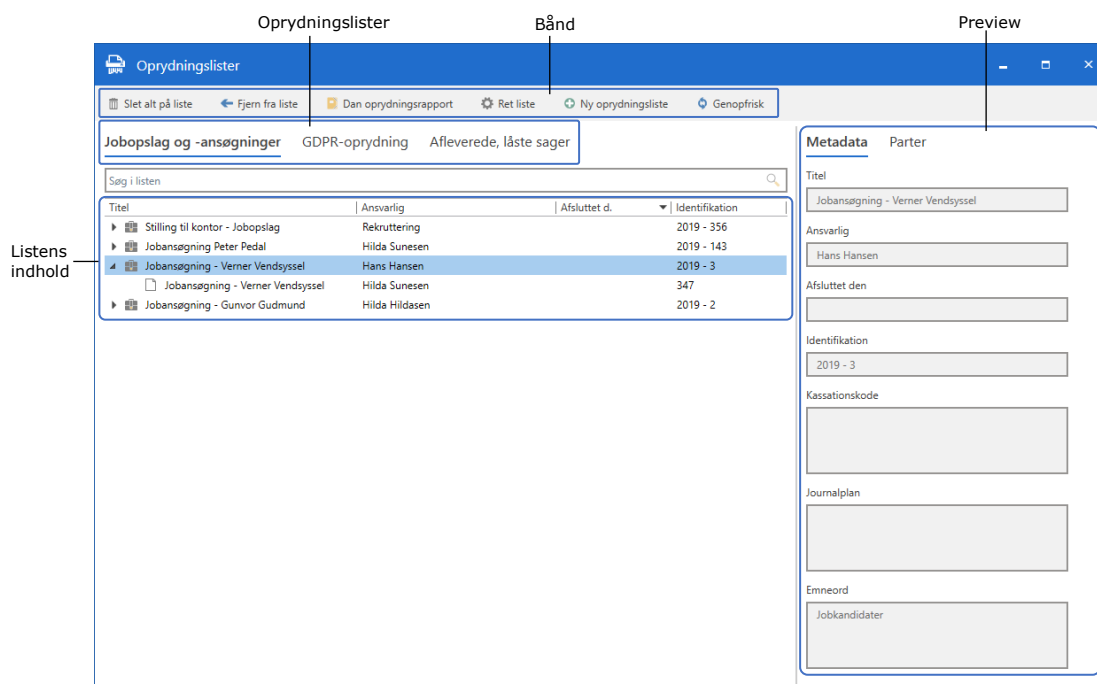 Oprydningslister
Bånd
Preview
Oprydningslister
Slet alt på liste
Fjern fra liste
Dan oprydningsrapport
Ret liste
Ny oprydningsliste
Genopfrisk
Jobopslag og -ansøgninger
GDPR-oprydning
Afleverede, låste sager
Søg i listen
Titel
Ansvarlig
Afsluttet d.
Identifikation
Stilling til kontor - Jobopslag
Rekruttering
2019 - 356
Jobansøgning Peter Pedal
Hilda Sunesen
2019 - 143
Jobansøgning - Verner Vendsyssel
Hans Hansen
2019 - 3
Jobansøgning - Verner Vendsyssel
Hilda Sunesen
347
Jobansøgning - Gunvor Gudmund
Hilda Hildasen
2019 - 2
Listens
indhold
Metadata
Parter
Titel
Jobansøgning - Verner Vendsyssel
Ansvarlig
Hans Hansen
Afsluttet den
Identifikation
2019 - 3
Kassationskode
Journalplan
Emneord
Jobkandidater